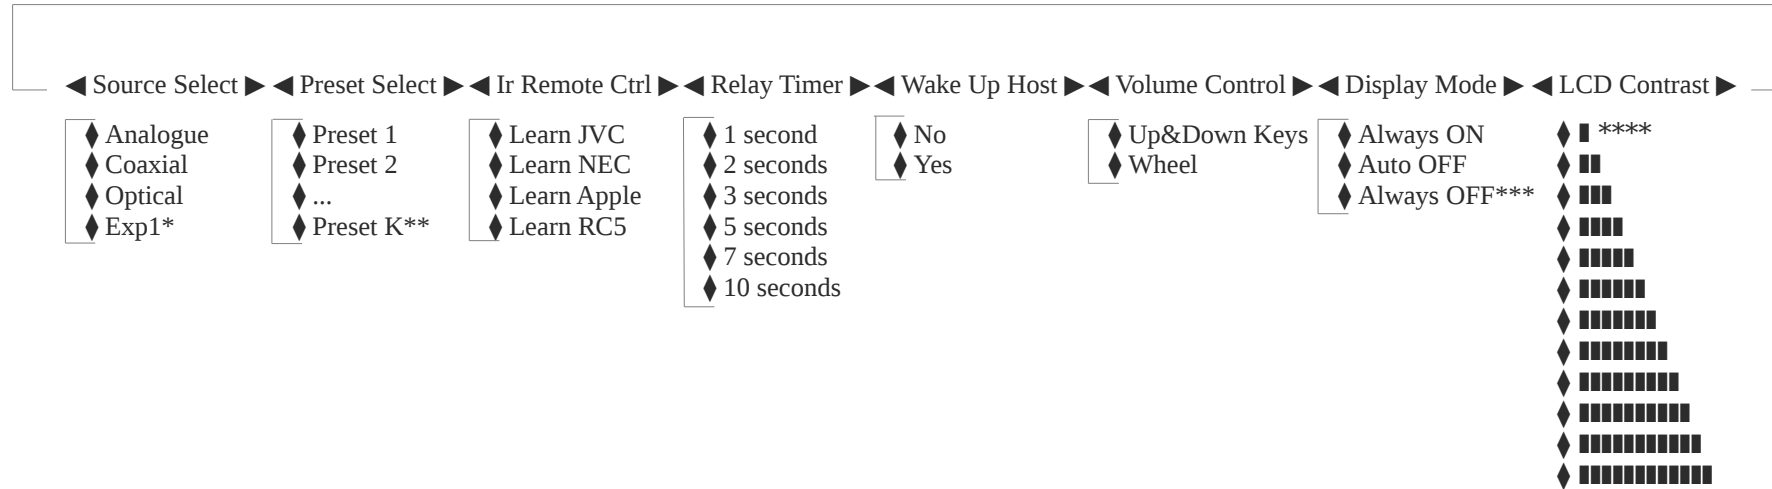 ◀ Source Select ▶ ◀ Preset Select ▶ ◀ Ir Remote Ctrl ▶ ◀ Relay Timer ▶ ◀ Wake Up Host ▶ ◀ Volume Control ▶ ◀ Display Mode ▶ ◀ LCD Contrast ▶
♦ Analogue ♦ Preset 1 ♦ Learn JVC ♦ 1 second ♦ No ♦ Up&Down Keys ♦ Always ON ♦ ▮ ****
♦ Coaxial ♦ Preset 2 ♦ Learn NEC ♦ 2 seconds ♦ Yes ♦ Wheel ♦ Auto OFF ♦ ▮▮
♦ Optical ♦ ... ♦ Learn Apple ♦ 3 seconds ♦ Always OFF*** ♦ ▮▮▮
♦ Exp1* ♦ Preset K** ♦ Learn RC5 ♦ 5 seconds ♦ ▮▮▮▮
♦ 7 seconds ♦ ▮▮▮▮▮
♦ 10 seconds ♦ ▮▮▮▮▮▮
♦ ▮▮▮▮▮▮▮
♦ ▮▮▮▮▮▮▮▮
♦ ▮▮▮▮▮▮▮▮▮
♦ ▮▮▮▮▮▮▮▮▮▮
♦ ▮▮▮▮▮▮▮▮▮▮▮
♦ ▮▮▮▮▮▮▮▮▮▮▮▮